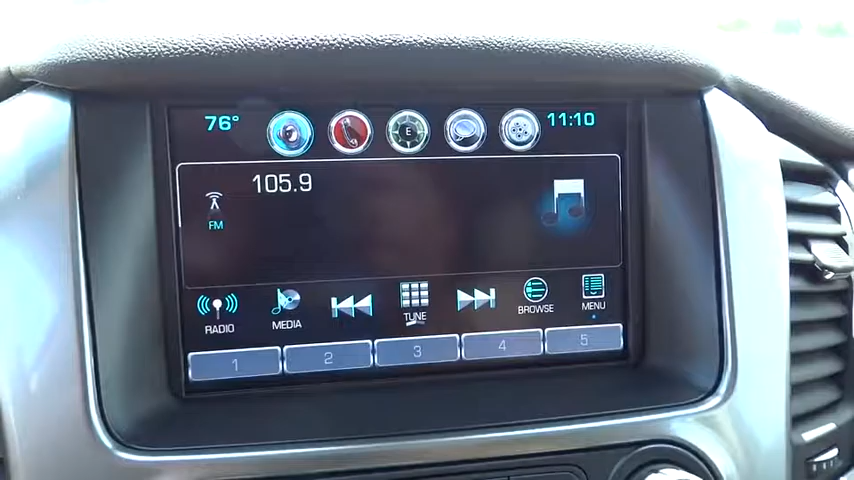 76° E 11:10
105.9
FM
RADIO MEDIA TUNE BROWSE MENU
1 2 3 4 5